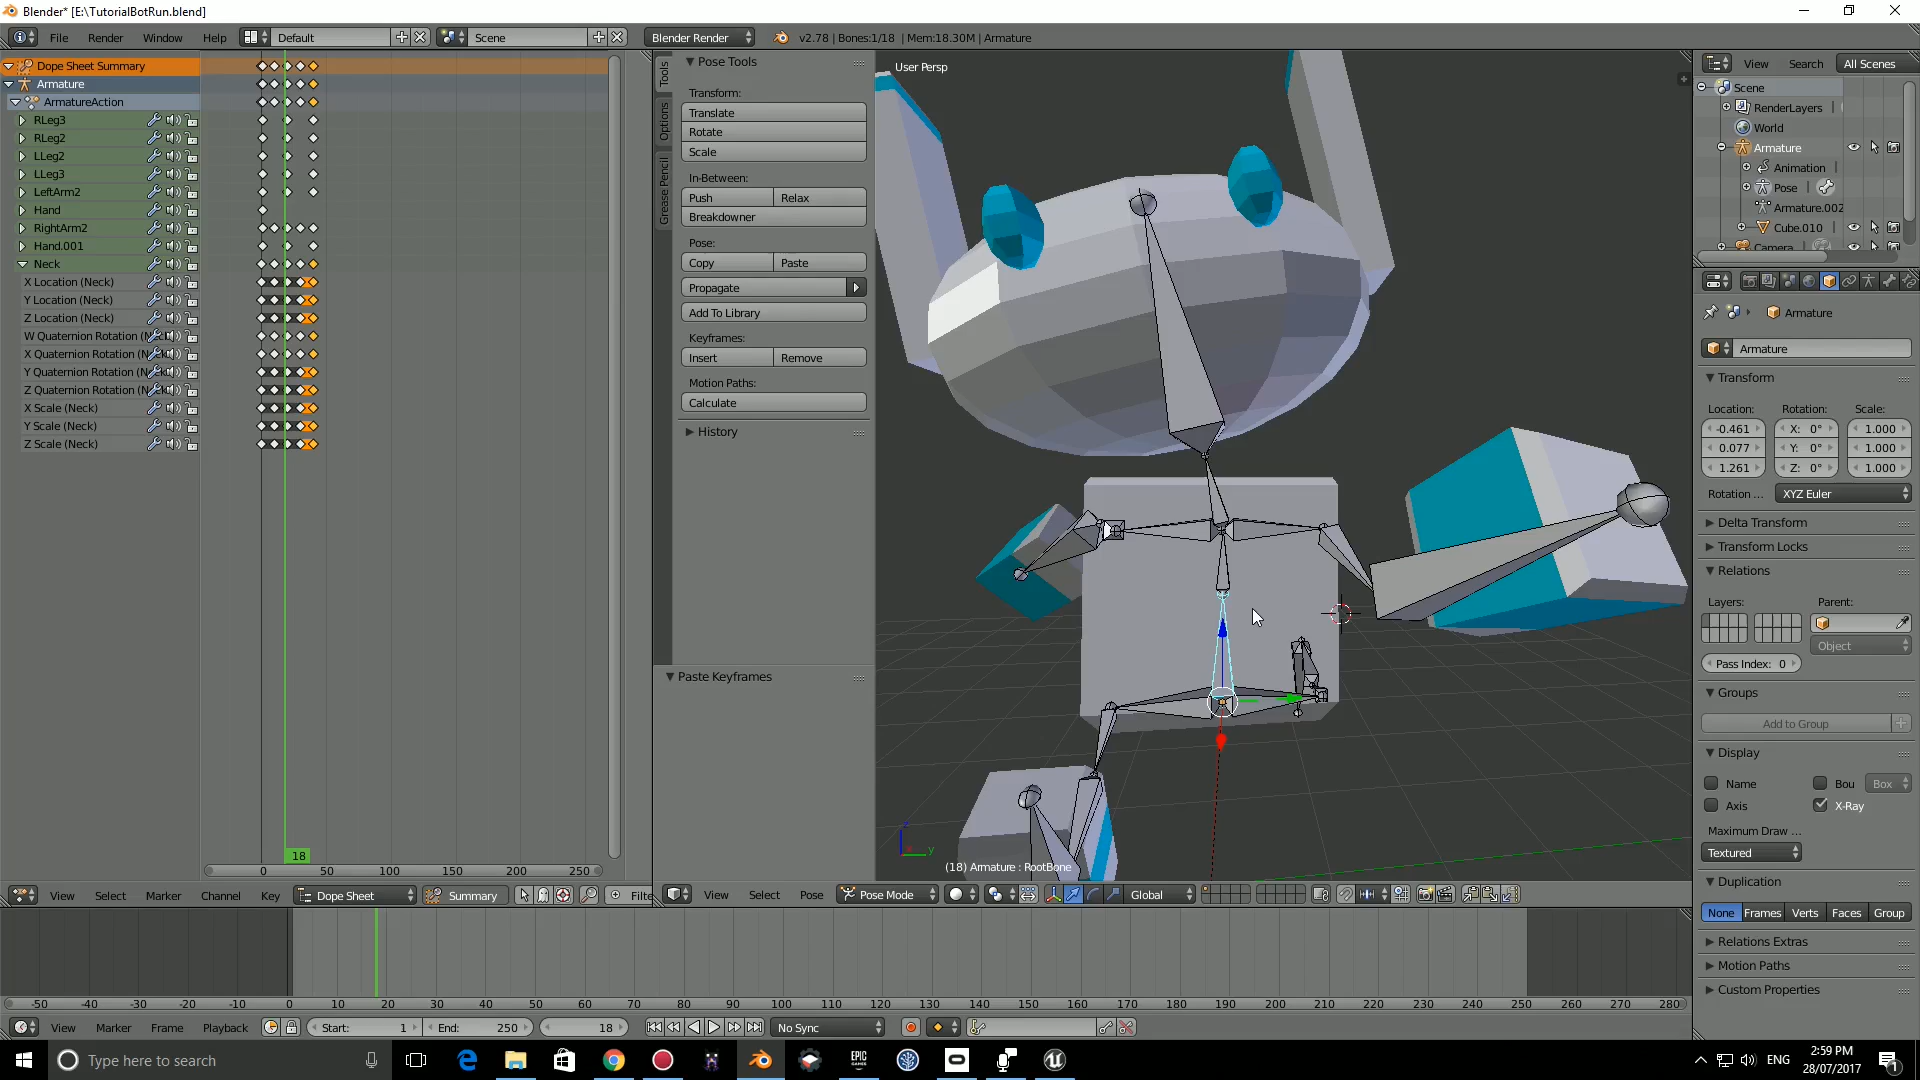 Blender* [E:\TutorialBotRun.blend]
File Render Window Help Default Scene Blender Render v2.78 | Bones:1/18 | Mem:18.30M | Armature
Dope Sheet Summary
Armature
ArmatureAction
RLeg3
RLeg2
LLeg2
LLeg3
LeftArm2
Hand
RightArm2
Hand.001
Neck
X Location (Neck)
Y Location (Neck)
Z Location (Neck)
W Quaternion Rotation (N
X Quaternion Rotation (N
Y Quaternion Rotation (N
Z Quaternion Rotation (N
X Scale (Neck)
Y Scale (Neck)
Z Scale (Neck)
18
0 50 100 150 200 250
View Select Marker Channel Key Dope Sheet Summary Filte
Tools
Options
Grease Pencil
Pose Tools
Transform:
Translate
Rotate
Scale
In-Between:
Push Relax
Breakdowner
Pose:
Copy Paste
Propagate
Add To Library
Keyframes:
Insert Remove
Motion Paths:
Calculate
History
Paste Keyframes
User Persp
z
y
(18) Armature : RootBone
View Select Pose Pose Mode Global
View Search All Scenes
Scene
RenderLayers
World
Armature
Animation
Pose
Armature.002
Cube.010
Camera
Armature
Armature
Transform
Location: Rotation: Scale:
-0.461 X: 0° 1.000
0.077 Y: 0° 1.000
1.261 Z: 0° 1.000
Rotation ... XYZ Euler
Delta Transform
Transform Locks
Relations
Layers: Parent:
Object
Pass Index: 0
Groups
Add to Group
Display
Name Bou Box
Axis X-Ray
Maximum Draw ...
Textured
Duplication
None Frames Verts Faces Group
Relations Extras
Motion Paths
Custom Properties
-50 -40 -30 -20 -10 0 10 20 30 40 50 60 70 80 90 100 110 120 130 140 150 160 170 180 190 200 210 220 230 240 250 260 270 280
View Marker Frame Playback Start: 1 End: 250 18 No Sync
Type here to search
EPIC GAMES
ENG
2:59 PM
28/07/2017
1